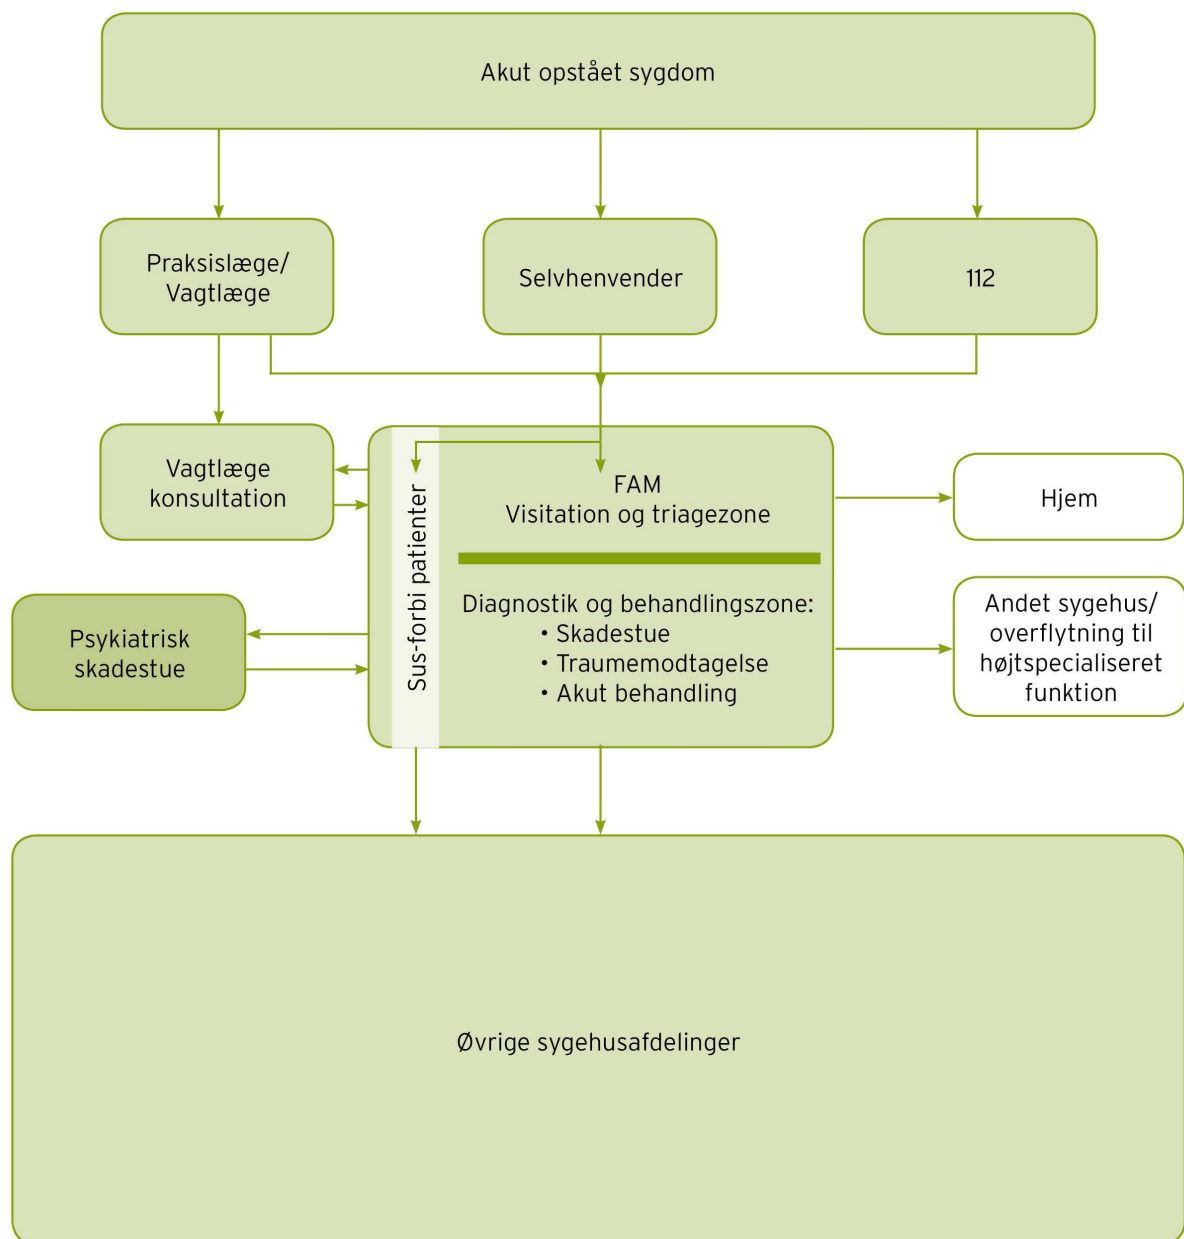 Akut opstået sygdom
Praksislæge/
Vagtlæge
Selvhenvender
112
Vagtlæge
konsultation
Sus-forbi patienter
FAM
Visitation og triagezone
Hjem
Diagnostik og behandlingszone:
• Skadestue
• Traumemodtagelse
• Akut behandling
Psykiatrisk
skadestue
Andet sygehus/
overflytning til
højtspecialiseret
funktion
Øvrige sygehusafdelinger